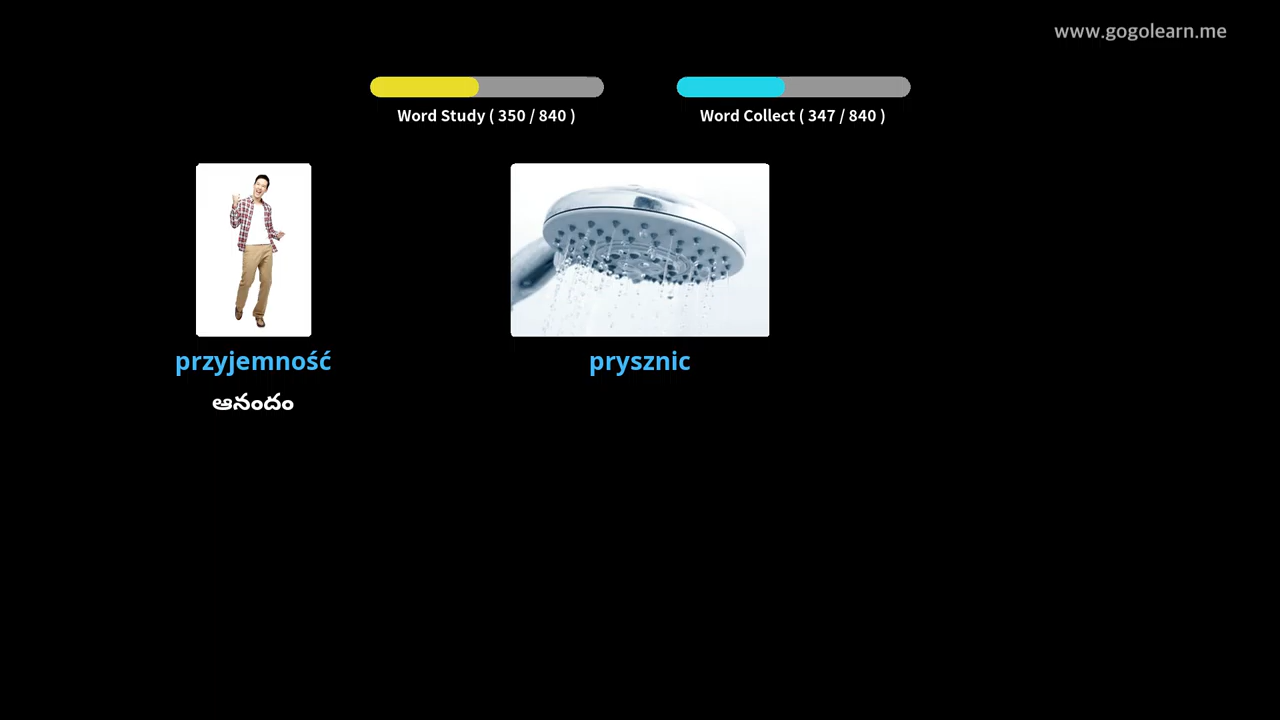 www.gogolearn.me
Word Study ( 350 / 840 )
Word Collect ( 347 / 840 )
przyjemność
prysznic
ఆనందం